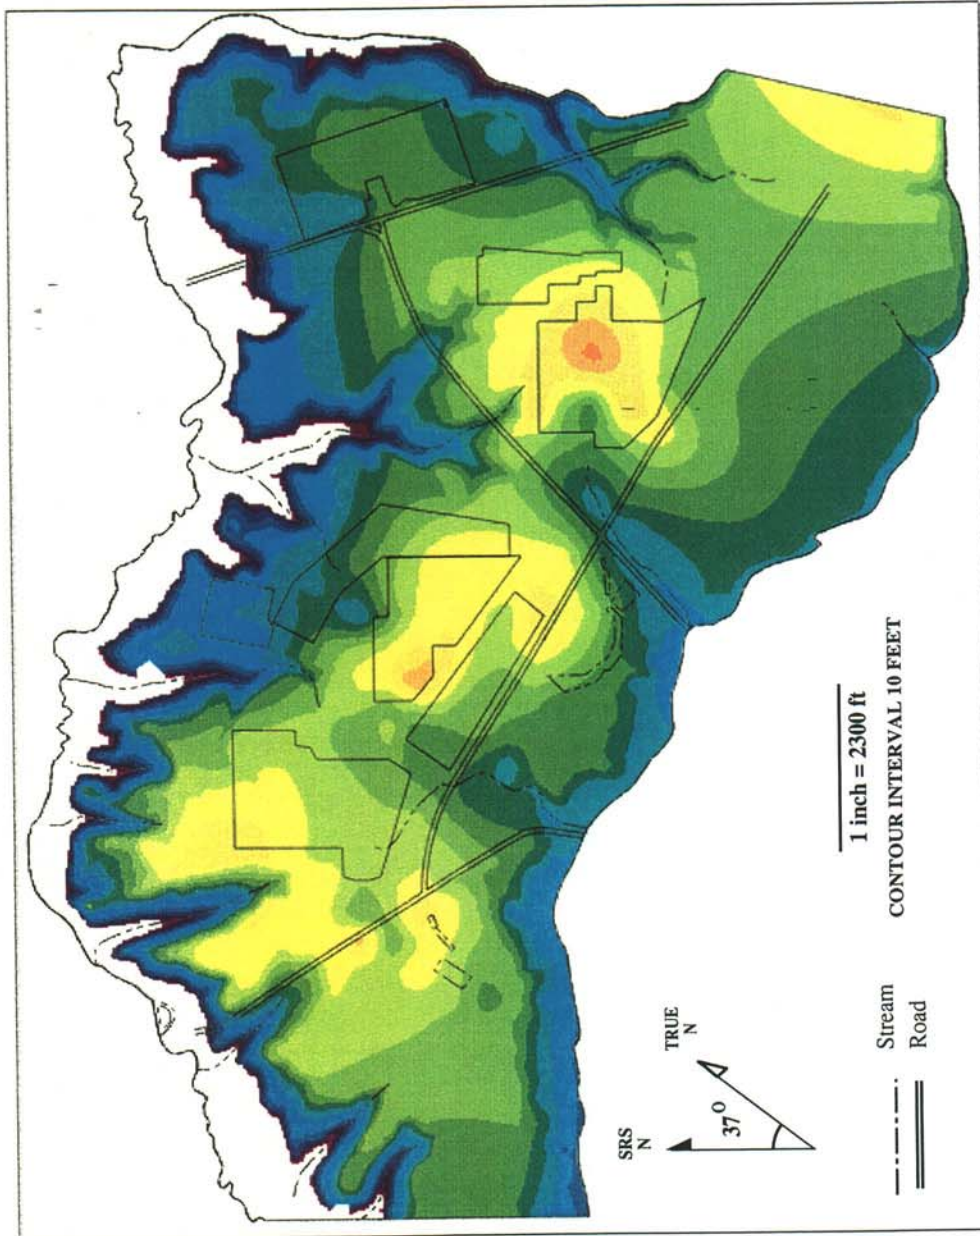 1 inch = 2300 ft
CONTOUR INTERVAL 10 FEET
SRS
N
TRUE
N
37°
Stream
Road